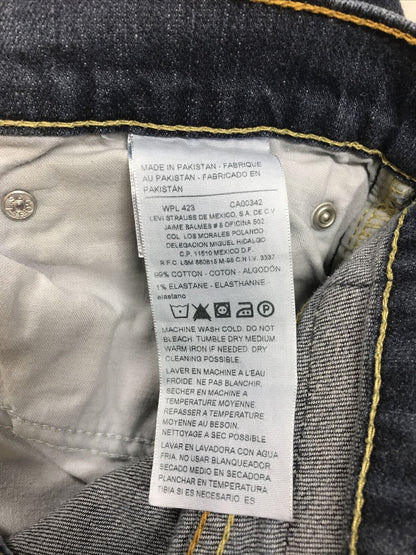 MADE IN PAKISTAN - FABRIQUE
AU PAKISTAN - FABRICADO EN
PAKISTÁN
WPL 423 CA00342
LEVI STRAUSS DE MEXICO, S.A. DE C.V
JAIME BALMES # 8 OFICINA 502
COL. LOS MORALES POLANCO
DELEGACION MIGUEL HIDALGO
C.P. 11510 MEXICO D.F.
R.F.C. LSM 880818 M-98 C.N.I.V. 3337
99% COTTON - COTON - ALGODÓN
1% ELASTANE - ELASTHANNE
elastano
MACHINE WASH COLD. DO NOT
BLEACH. TUMBLE DRY MEDIUM.
WARM IRON IF NEEDED. DRY
CLEANING POSSIBLE.
LAVER EN MACHINE A L'EAU
FROIDE. NE PAS BLANCHIR.
SECHER EN MACHINE A
TEMPERATURE MOYENNE.
REPASSER A TEMPERATURE
MOYENNE AU BESOIN.
NETTOYAGE A SEC POSSIBLE
LAVAR EN LAVADORA CON AGUA
FRIA. NO USAR BLANQUEADOR
SECADO MEDIO EN SECADORA
PLANCHAR EN TEMPERATURA
TIBIA SI ES NECESARIO. ES